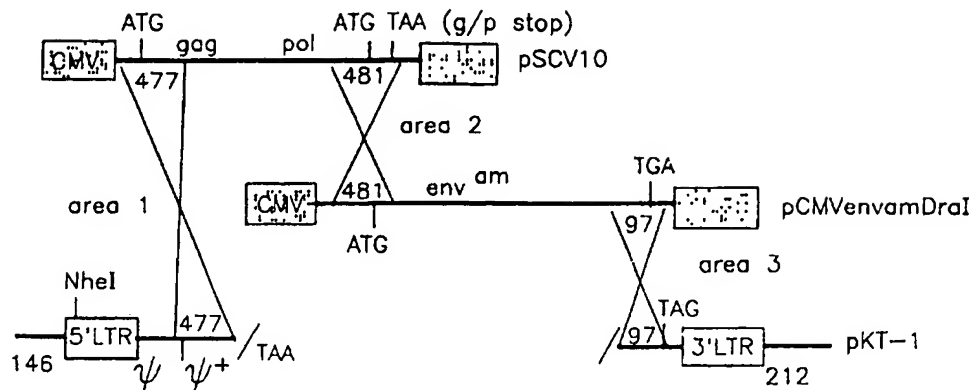 ATG ATG TAA (g/p stop)
CMV gag pol pSCV10
477 481
area 2
481 env am TGA
CMV 97 pCMVenvamDraI
area 1 ATG
area 3
NheI TAG
5'LTR 477 97 3'LTR pKT-1
146 ψ ψ+ TAA 212